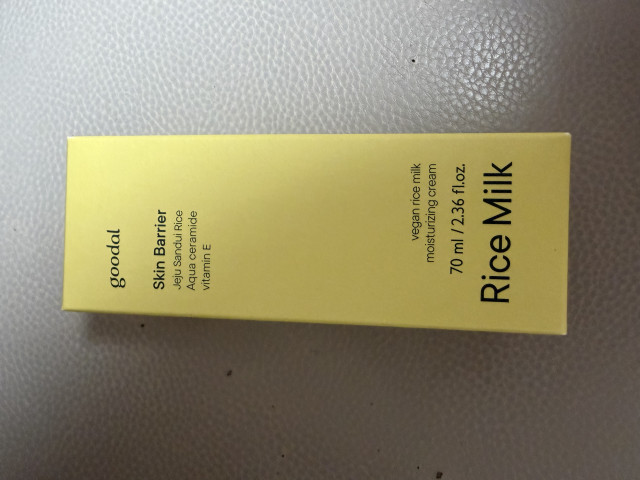 goodal
Skin Barrier
Jeju Sandui Rice
Aqua ceramide
vitamin E
vegan rice milk
moisturizing cream
70 ml / 2.36 fl.oz.
Rice Milk